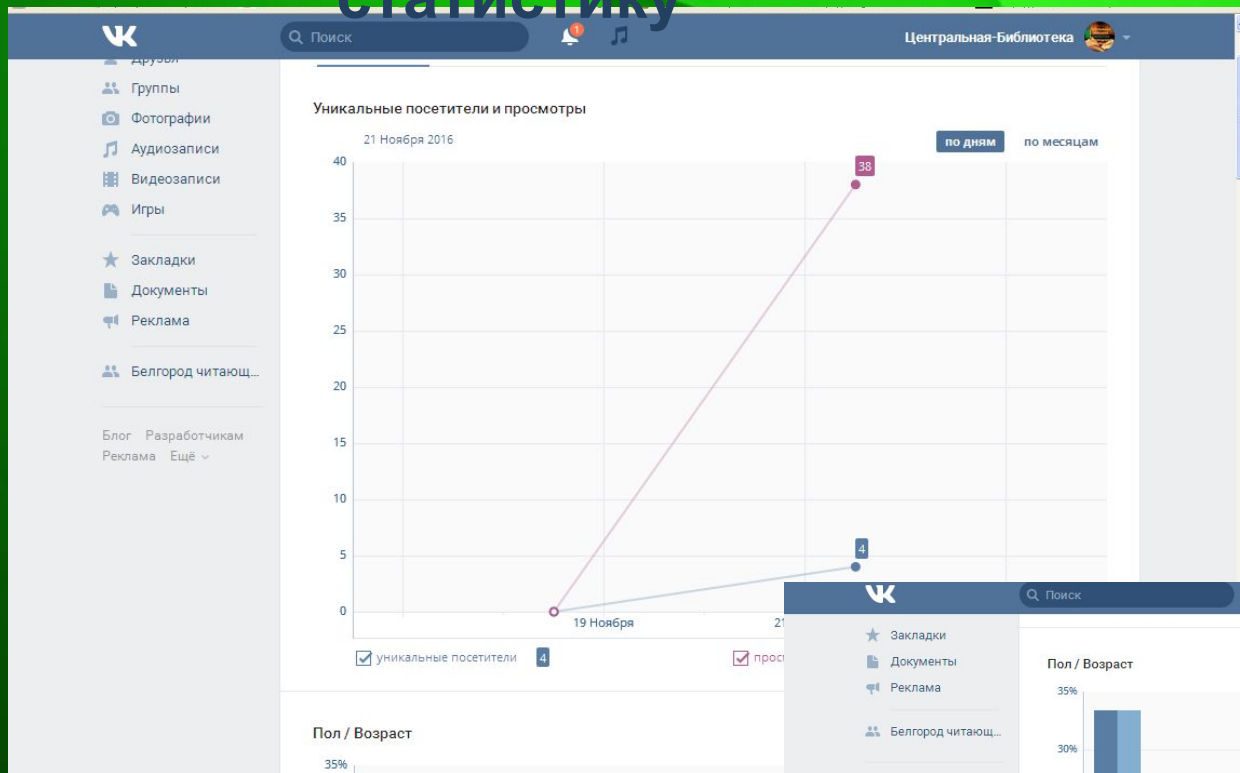 статистику
Поиск
1
Центральная-Библиотека
Друзья
Группы
Фотографии
Аудиозаписи
Видеозаписи
Игры
Закладки
Документы
Реклама
Белгород читающ...
Блог Разработчикам
Реклама Ещё
Уникальные посетители и просмотры
21 Ноября 2016
по дням по месяцам
40
35
30
25
20
15
10
5
0
38
4
19 Ноября
21
уникальные посетители 4
Пол / Возраст
35%
Поиск
Закладки
Документы
Реклама
Белгород читающ...
Пол / Возраст
35%
30%